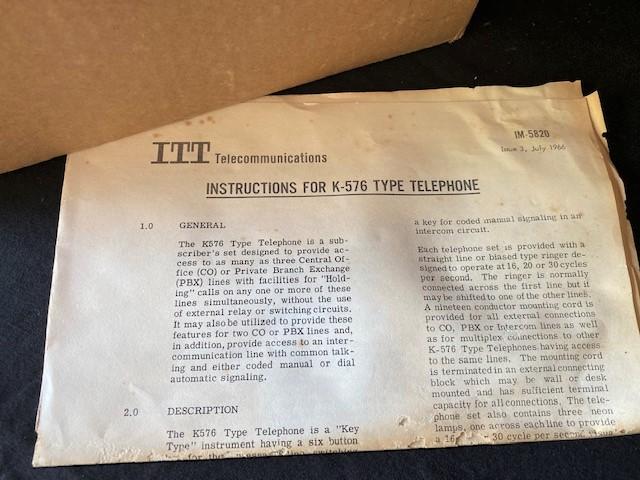 ITT Telecommunications
IM-5820
Issue 3, July 1966
INSTRUCTIONS FOR K-576 TYPE TELEPHONE
1.0 GENERAL
The K576 Type Telephone is a sub-
scriber's set designed to provide ac-
cess to as many as three Central Of-
fice (CO) or Private Branch Exchange
(PBX) lines with facilities for "Hold-
ing" calls on any one or more of these
lines simultaneously, without the use
of external relay or switching circuits.
It may also be utilized to provide these
features for two CO or PBX lines and,
in addition, provide access to an inter-
communication line with common talk-
ing and either coded manual or dial
automatic signaling.
2.0 DESCRIPTION
The K576 Type Telephone is a "Key
Type" instrument having a six button
a key for coded manual signaling in an
intercom circuit.
Each telephone set is provided with a
straight line or biased type ringer de-
signed to operate at 16, 20 or 30 cycles
per second. The ringer is normally
connected across the first line but it
may be shifted to one of the other lines.
A nineteen conductor mounting cord is
provided for all external connections
to CO, PBX or Intercom lines as well
as for multiplex connections to other
K-576 Type Telephones having access
to the same lines. The mounting cord
is terminated in an external connecting
block which may be wall or desk
mounted and has sufficient terminal
capacity for all connections. The tele-
phone set also contains three neon
lamps, one across each line to provide
a 16 30 cycle per second